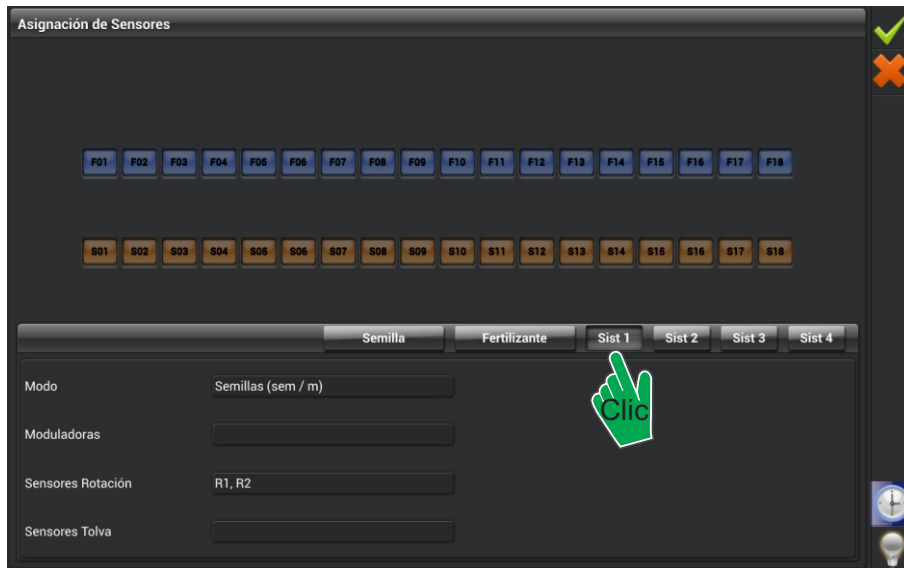 Asignación de Sensores
F01 F02 F03 F04 F05 F06 F07 F08 F09 F10 F11 F12 F13 F14 F15 F16 F17 F18
S01 S02 S03 S04 S05 S06 S07 S08 S09 S10 S11 S12 S13 S14 S15 S16 S17 S18
Semilla Fertilizante Sist 1 Sist 2 Sist 3 Sist 4
Modo Semillas (sem / m)
Clic
Moduladoras
Sensores Rotación R1, R2
Sensores Tolva